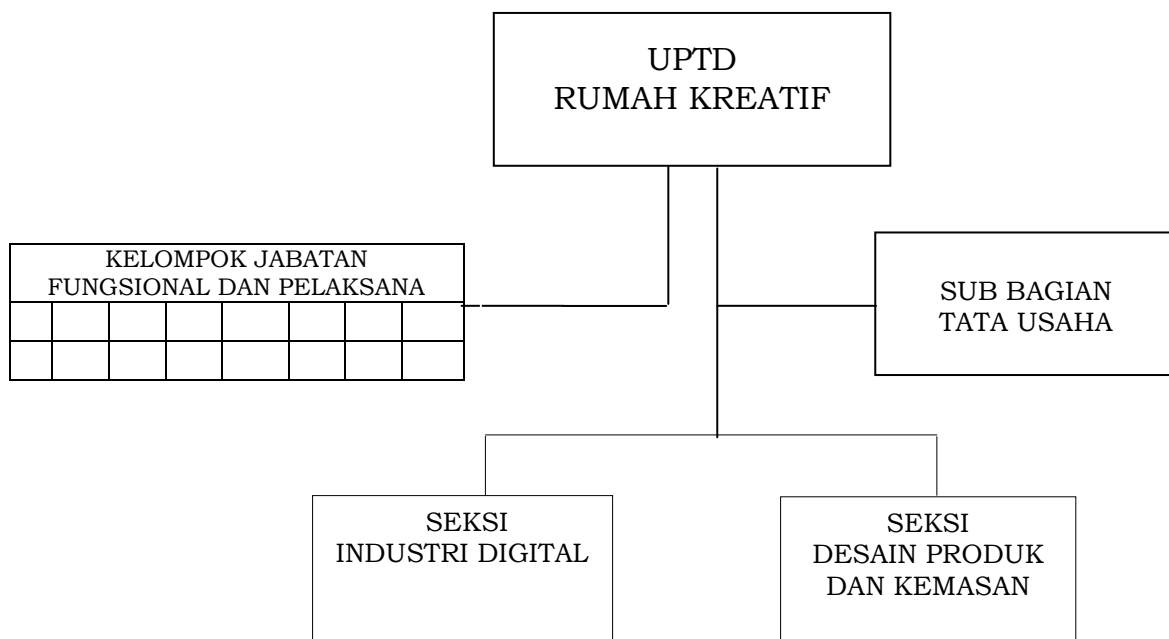 UPTD
RUMAH KREATIF
KELOMPOK JABATAN
FUNGSIONAL DAN PELAKSANA
SUB BAGIAN
TATA USAHA
SEKSI
INDUSTRI DIGITAL
SEKSI
DESAIN PRODUK
DAN KEMASAN